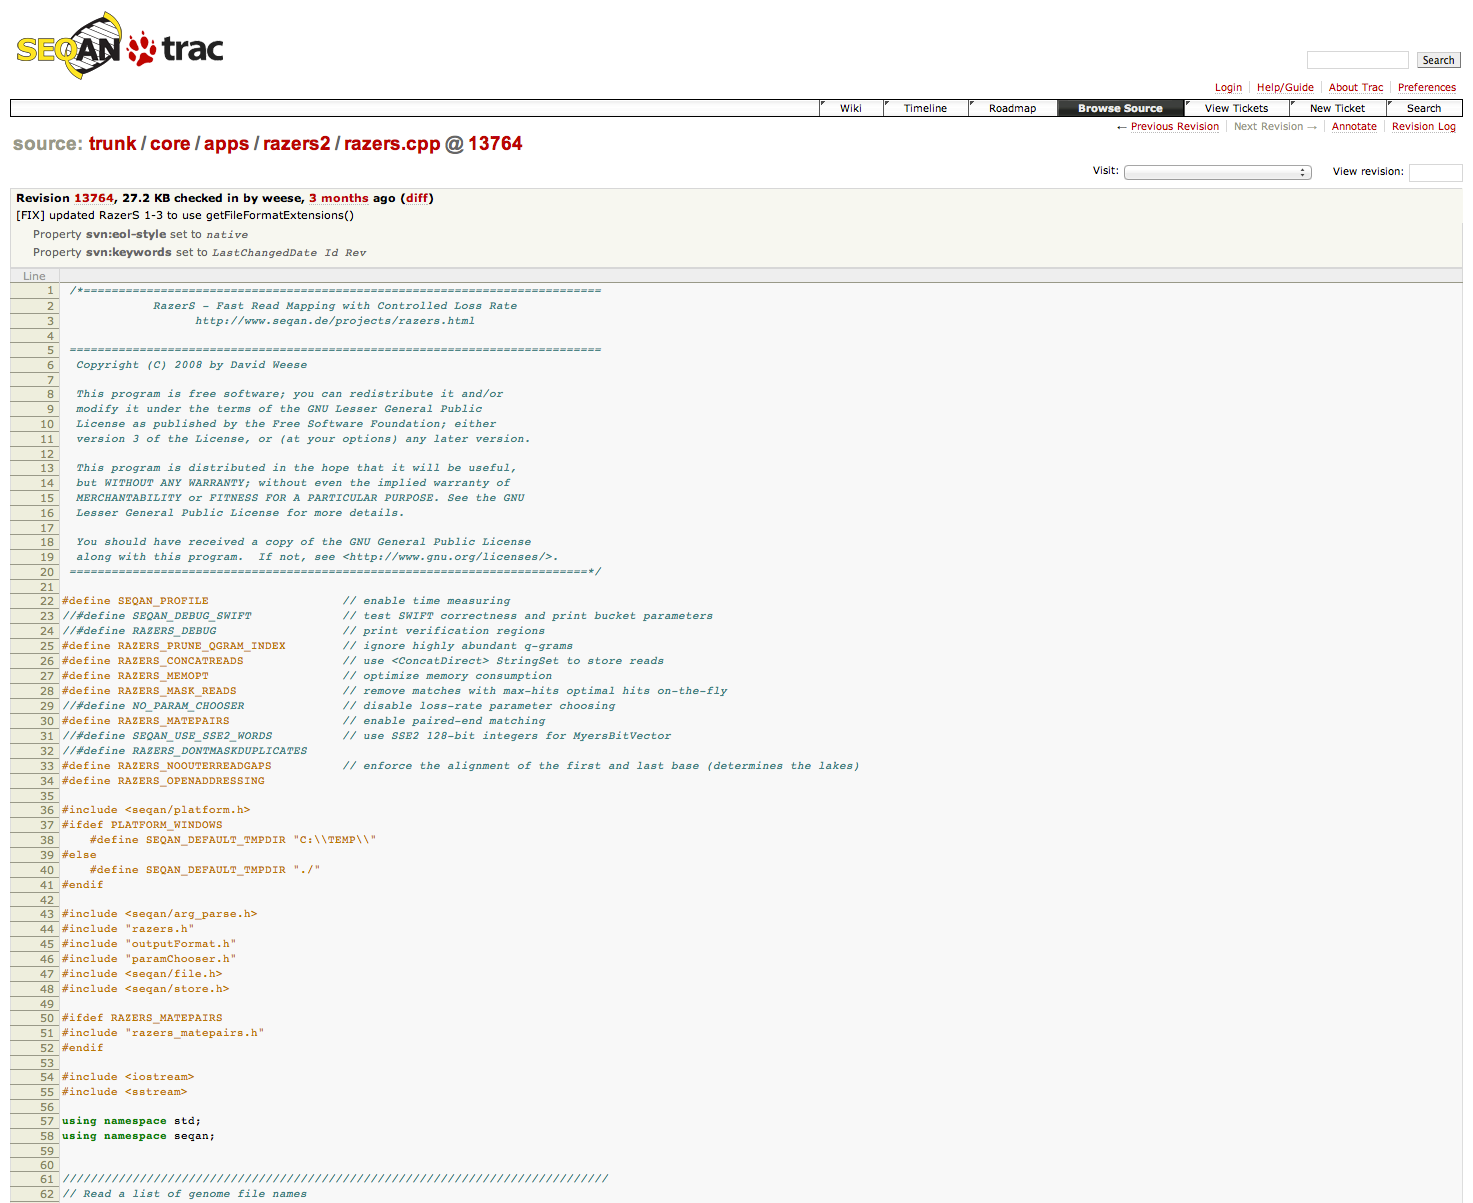 SEQAN trac
Search
Login Help/Guide About Trac Preferences
Wiki Timeline Roadmap Browse Source View Tickets New Ticket Search
← Previous Revision Next Revision → Annotate Revision Log
source: trunk / core / apps / razers2 / razers.cpp @ 13764
Visit: View revision:
Revision 13764, 27.2 KB checked in by weese, 3 months ago (diff)
[FIX] updated RazerS 1-3 to use getFileFormatExtensions()
Property svn:eol-style set to native
Property svn:keywords set to LastChangedDate Id Rev
Line
1 /*==========================================================================
2 RazerS - Fast Read Mapping with Controlled Loss Rate
3 http://www.seqan.de/projects/razers.html
4
5 ============================================================================
6 Copyright (C) 2008 by David Weese
7
8 This program is free software; you can redistribute it and/or
9 modify it under the terms of the GNU Lesser General Public
10 License as published by the Free Software Foundation; either
11 version 3 of the License, or (at your options) any later version.
12
13 This program is distributed in the hope that it will be useful,
14 but WITHOUT ANY WARRANTY; without even the implied warranty of
15 MERCHANTABILITY or FITNESS FOR A PARTICULAR PURPOSE. See the GNU
16 Lesser General Public License for more details.
17
18 You should have received a copy of the GNU General Public License
19 along with this program.  If not, see <http://www.gnu.org/licenses/>.
20 ==========================================================================*/
21
22 #define SEQAN_PROFILE // enable time measuring
23 //#define SEQAN_DEBUG_SWIFT // test SWIFT correctness and print bucket parameters
24 //#define RAZERS_DEBUG // print verification regions
25 #define RAZERS_PRUNE_QGRAM_INDEX // ignore highly abundant q-grams
26 #define RAZERS_CONCATREADS // use <ConcatDirect> StringSet to store reads
27 #define RAZERS_MEMOPT // optimize memory consumption
28 #define RAZERS_MASK_READS // remove matches with max-hits optimal hits on-the-fly
29 //#define NO_PARAM_CHOOSER // disable loss-rate parameter choosing
30 #define RAZERS_MATEPAIRS // enable paired-end matching
31 //#define SEQAN_USE_SSE2_WORDS // use SSE2 128-bit integers for MyersBitVector
32 //#define RAZERS_DONTMASKDUPLICATES
33 #define RAZERS_NOOUTERREADGAPS // enforce the alignment of the first and last base (determines the lakes)
34 #define RAZERS_OPENADDRESSING
35
36 #include <seqan/platform.h>
37 #ifdef PLATFORM_WINDOWS
38 #define SEQAN_DEFAULT_TMPDIR "C:\\TEMP\\"
39 #else
40 #define SEQAN_DEFAULT_TMPDIR "./"
41 #endif
42
43 #include <seqan/arg_parse.h>
44 #include "razers.h"
45 #include "outputFormat.h"
46 #include "paramChooser.h"
47 #include <seqan/file.h>
48 #include <seqan/store.h>
49
50 #ifdef RAZERS_MATEPAIRS
51 #include "razers_matepairs.h"
52 #endif
53
54 #include <iostream>
55 #include <sstream>
56
57 using namespace std;
58 using namespace seqan;
59
60
61 //////////////////////////////////////////////////////////////////////////////
62 // Read a list of genome file names